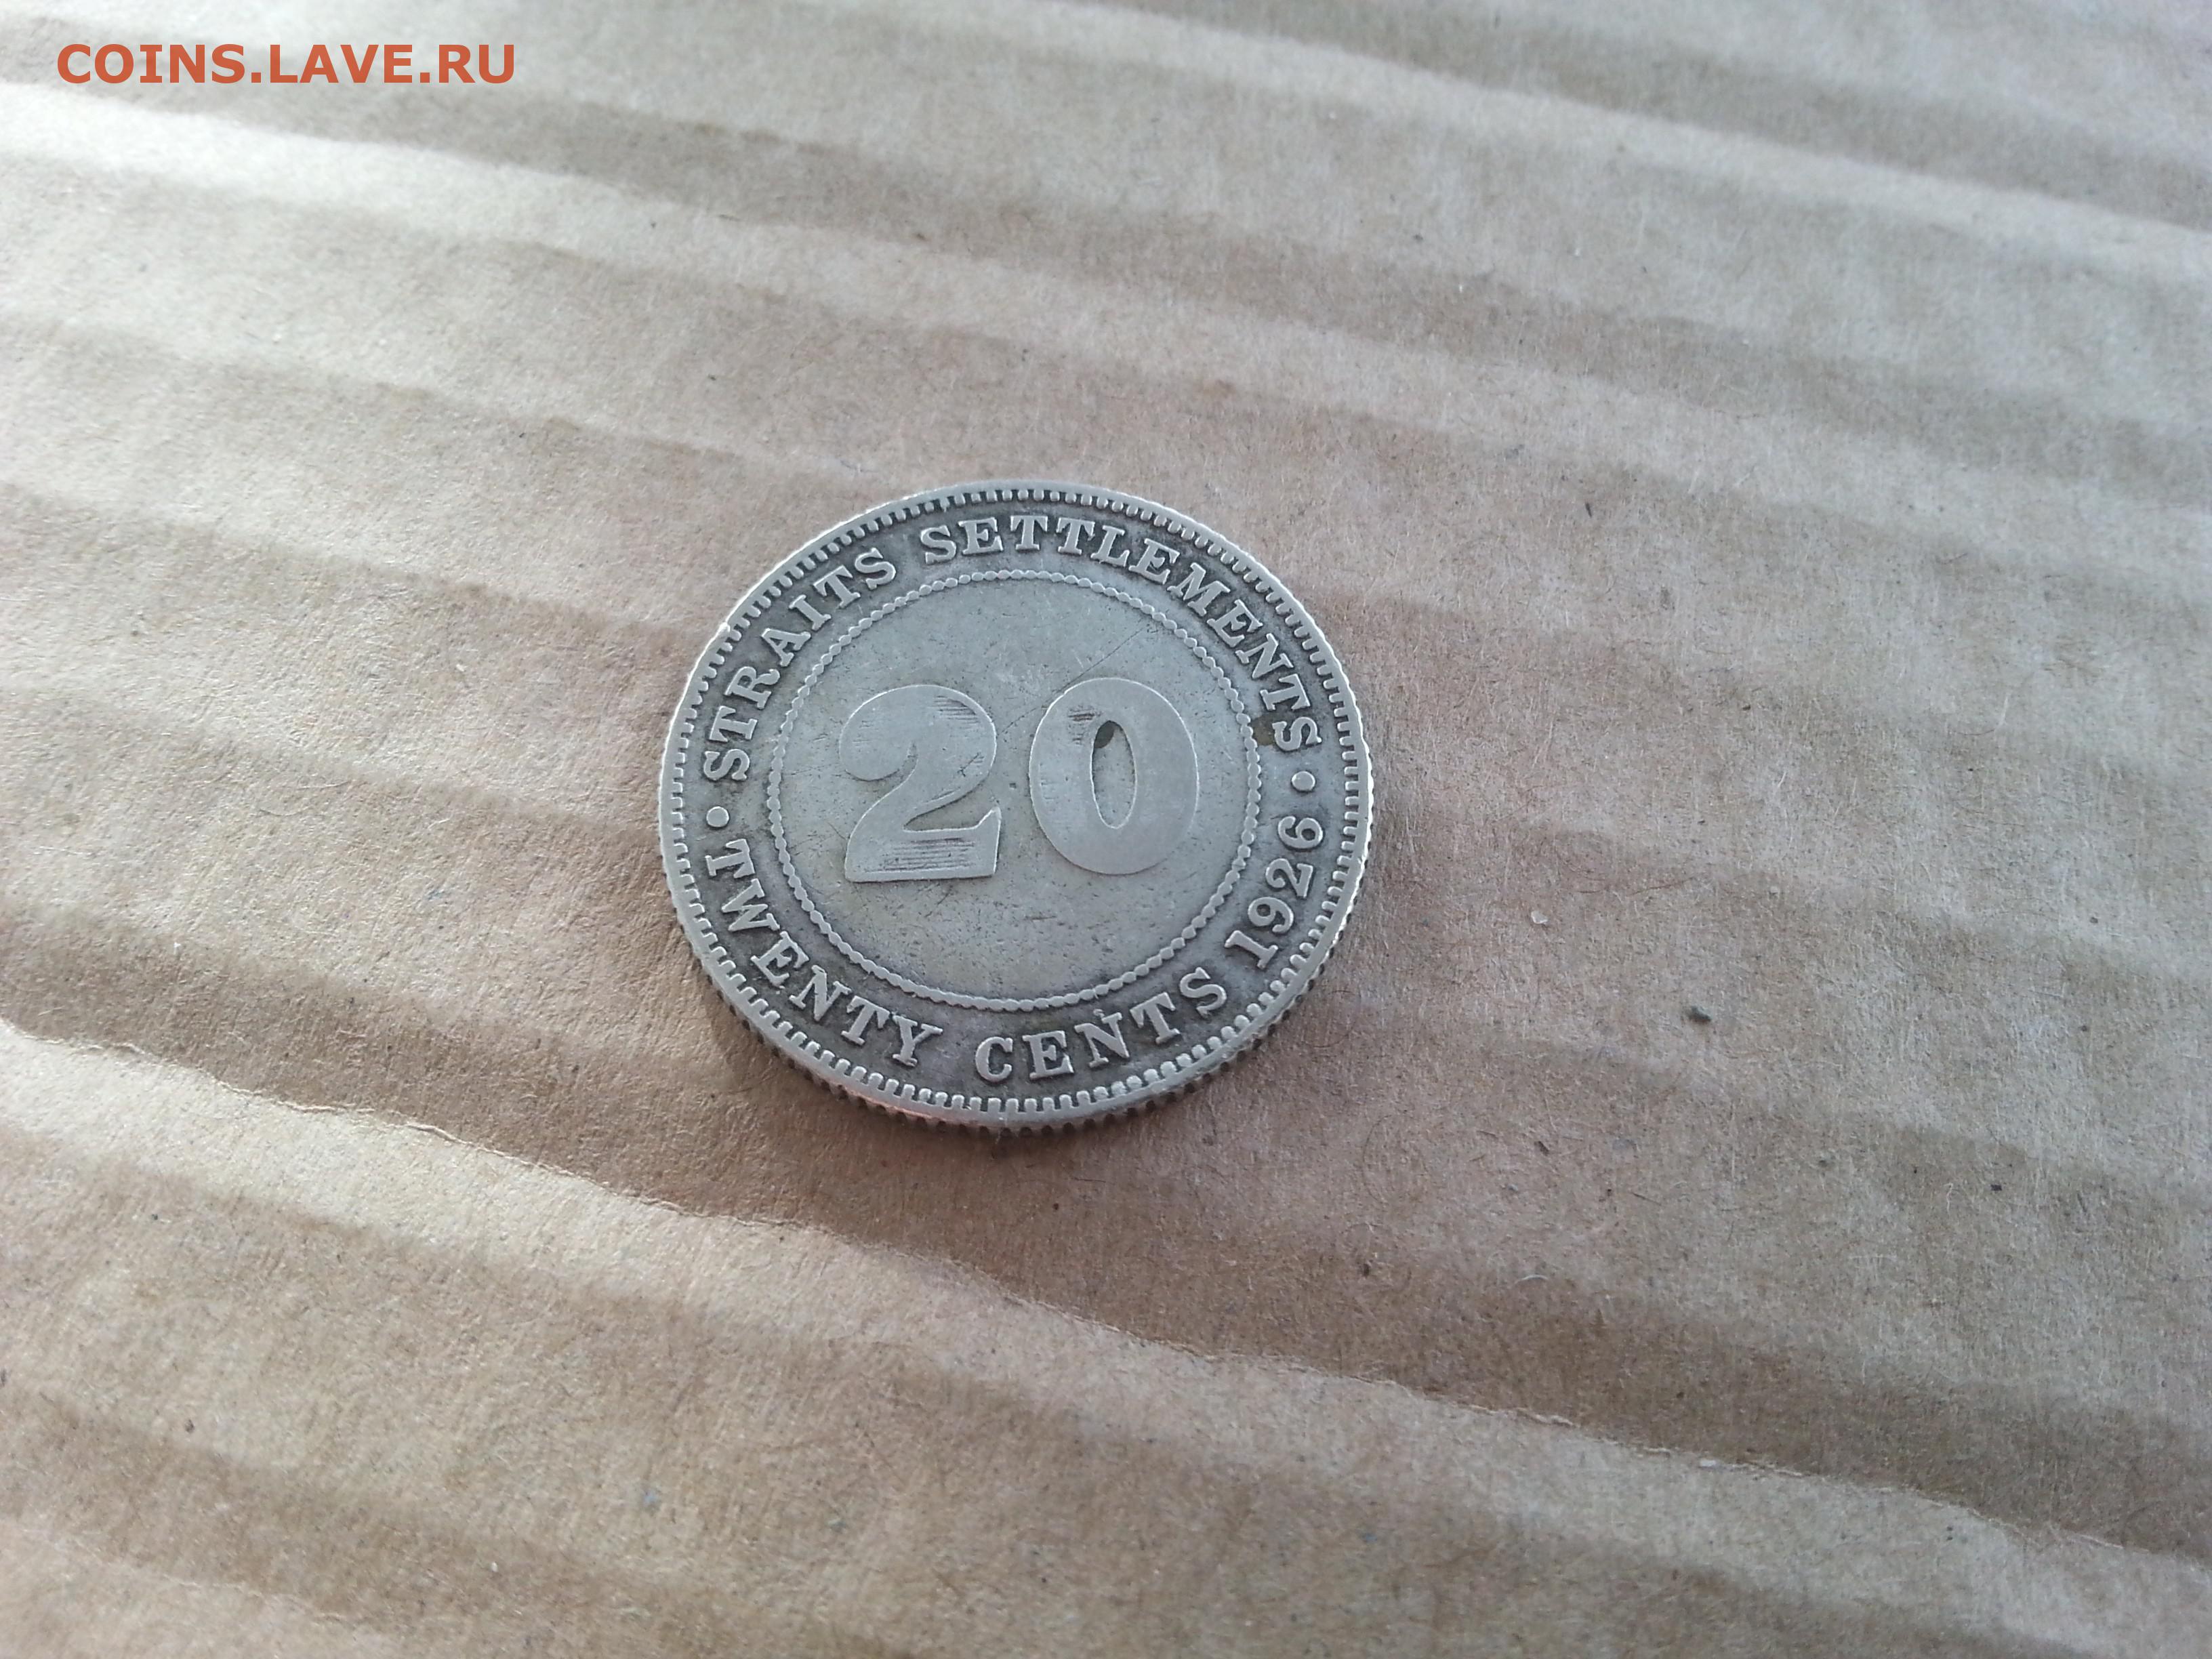 COINS.LAVE.RU
• STRAITS SETTLEMENTS •
20
TWENTY CENTS 1926